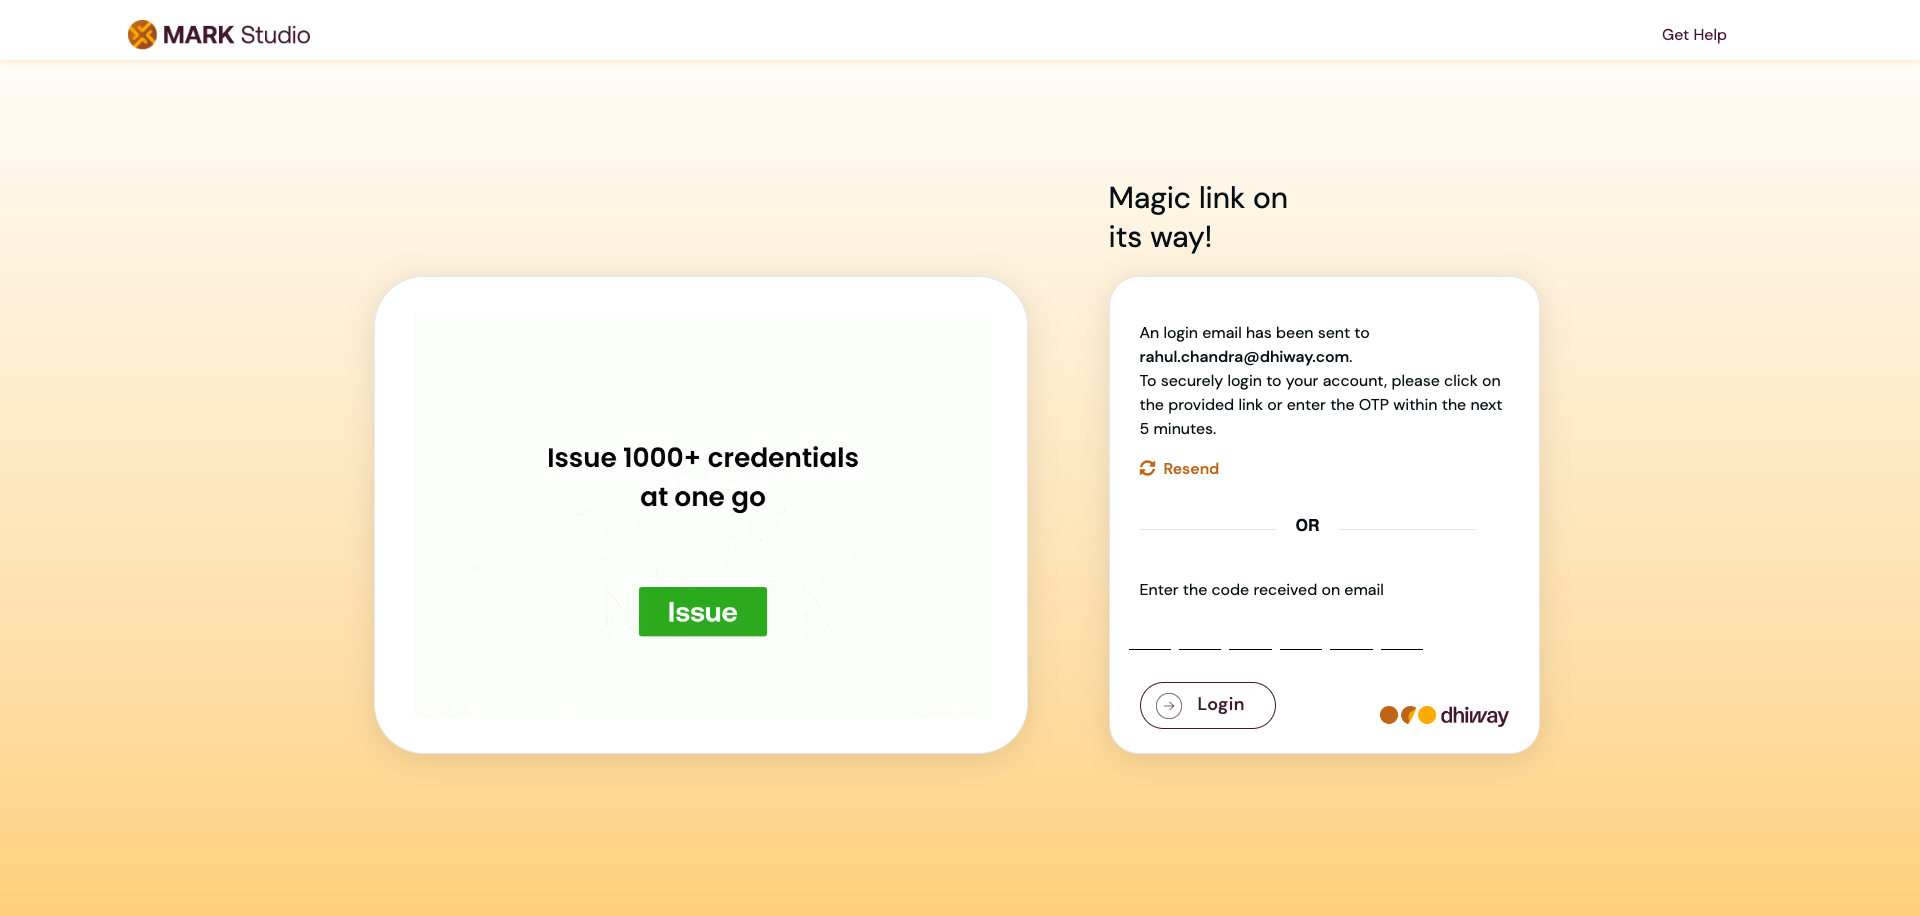 MARK Studio
Get Help
Magic link on
its way!
Issue 1000+ credentials
at one go
Issue
An login email has been sent to
rahul.chandra@dhiway.com.
To securely login to your account, please click on
the provided link or enter the OTP within the next
5 minutes.
Resend
OR
Enter the code received on email
Login
dhiway